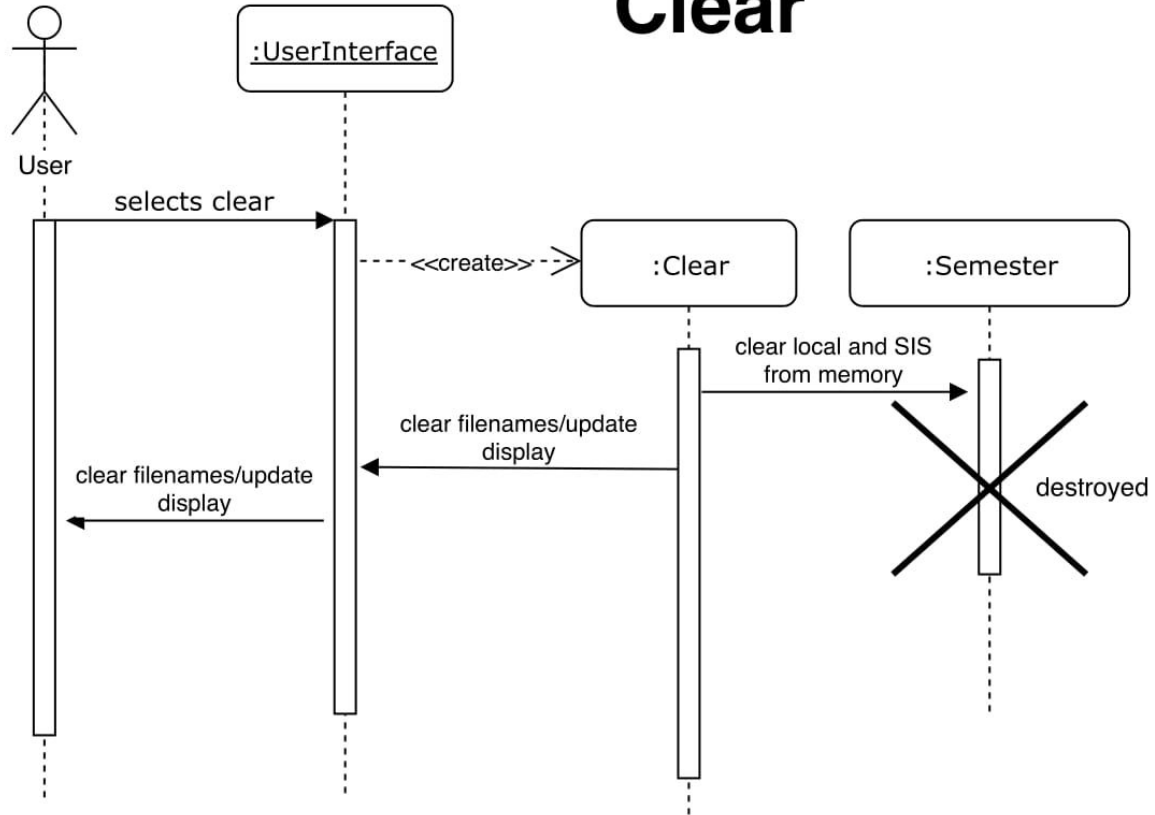 Clear
:UserInterface
User
selects clear
<<create>>
:Clear
:Semester
clear local and SIS
from memory
clear filenames/update
display
clear filenames/update
display
destroyed